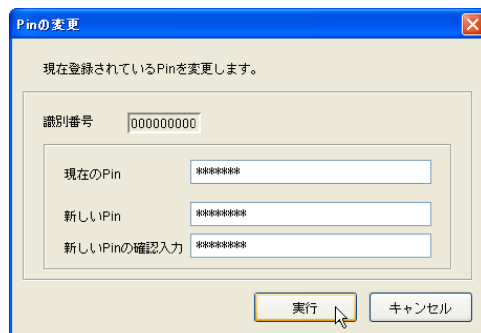 Pinの変更
現在登録されているPinを変更します。
識別番号 000000000
現在のPin *******
新しいPin ********
新しいPinの確認入力 ********
実行 キャンセル